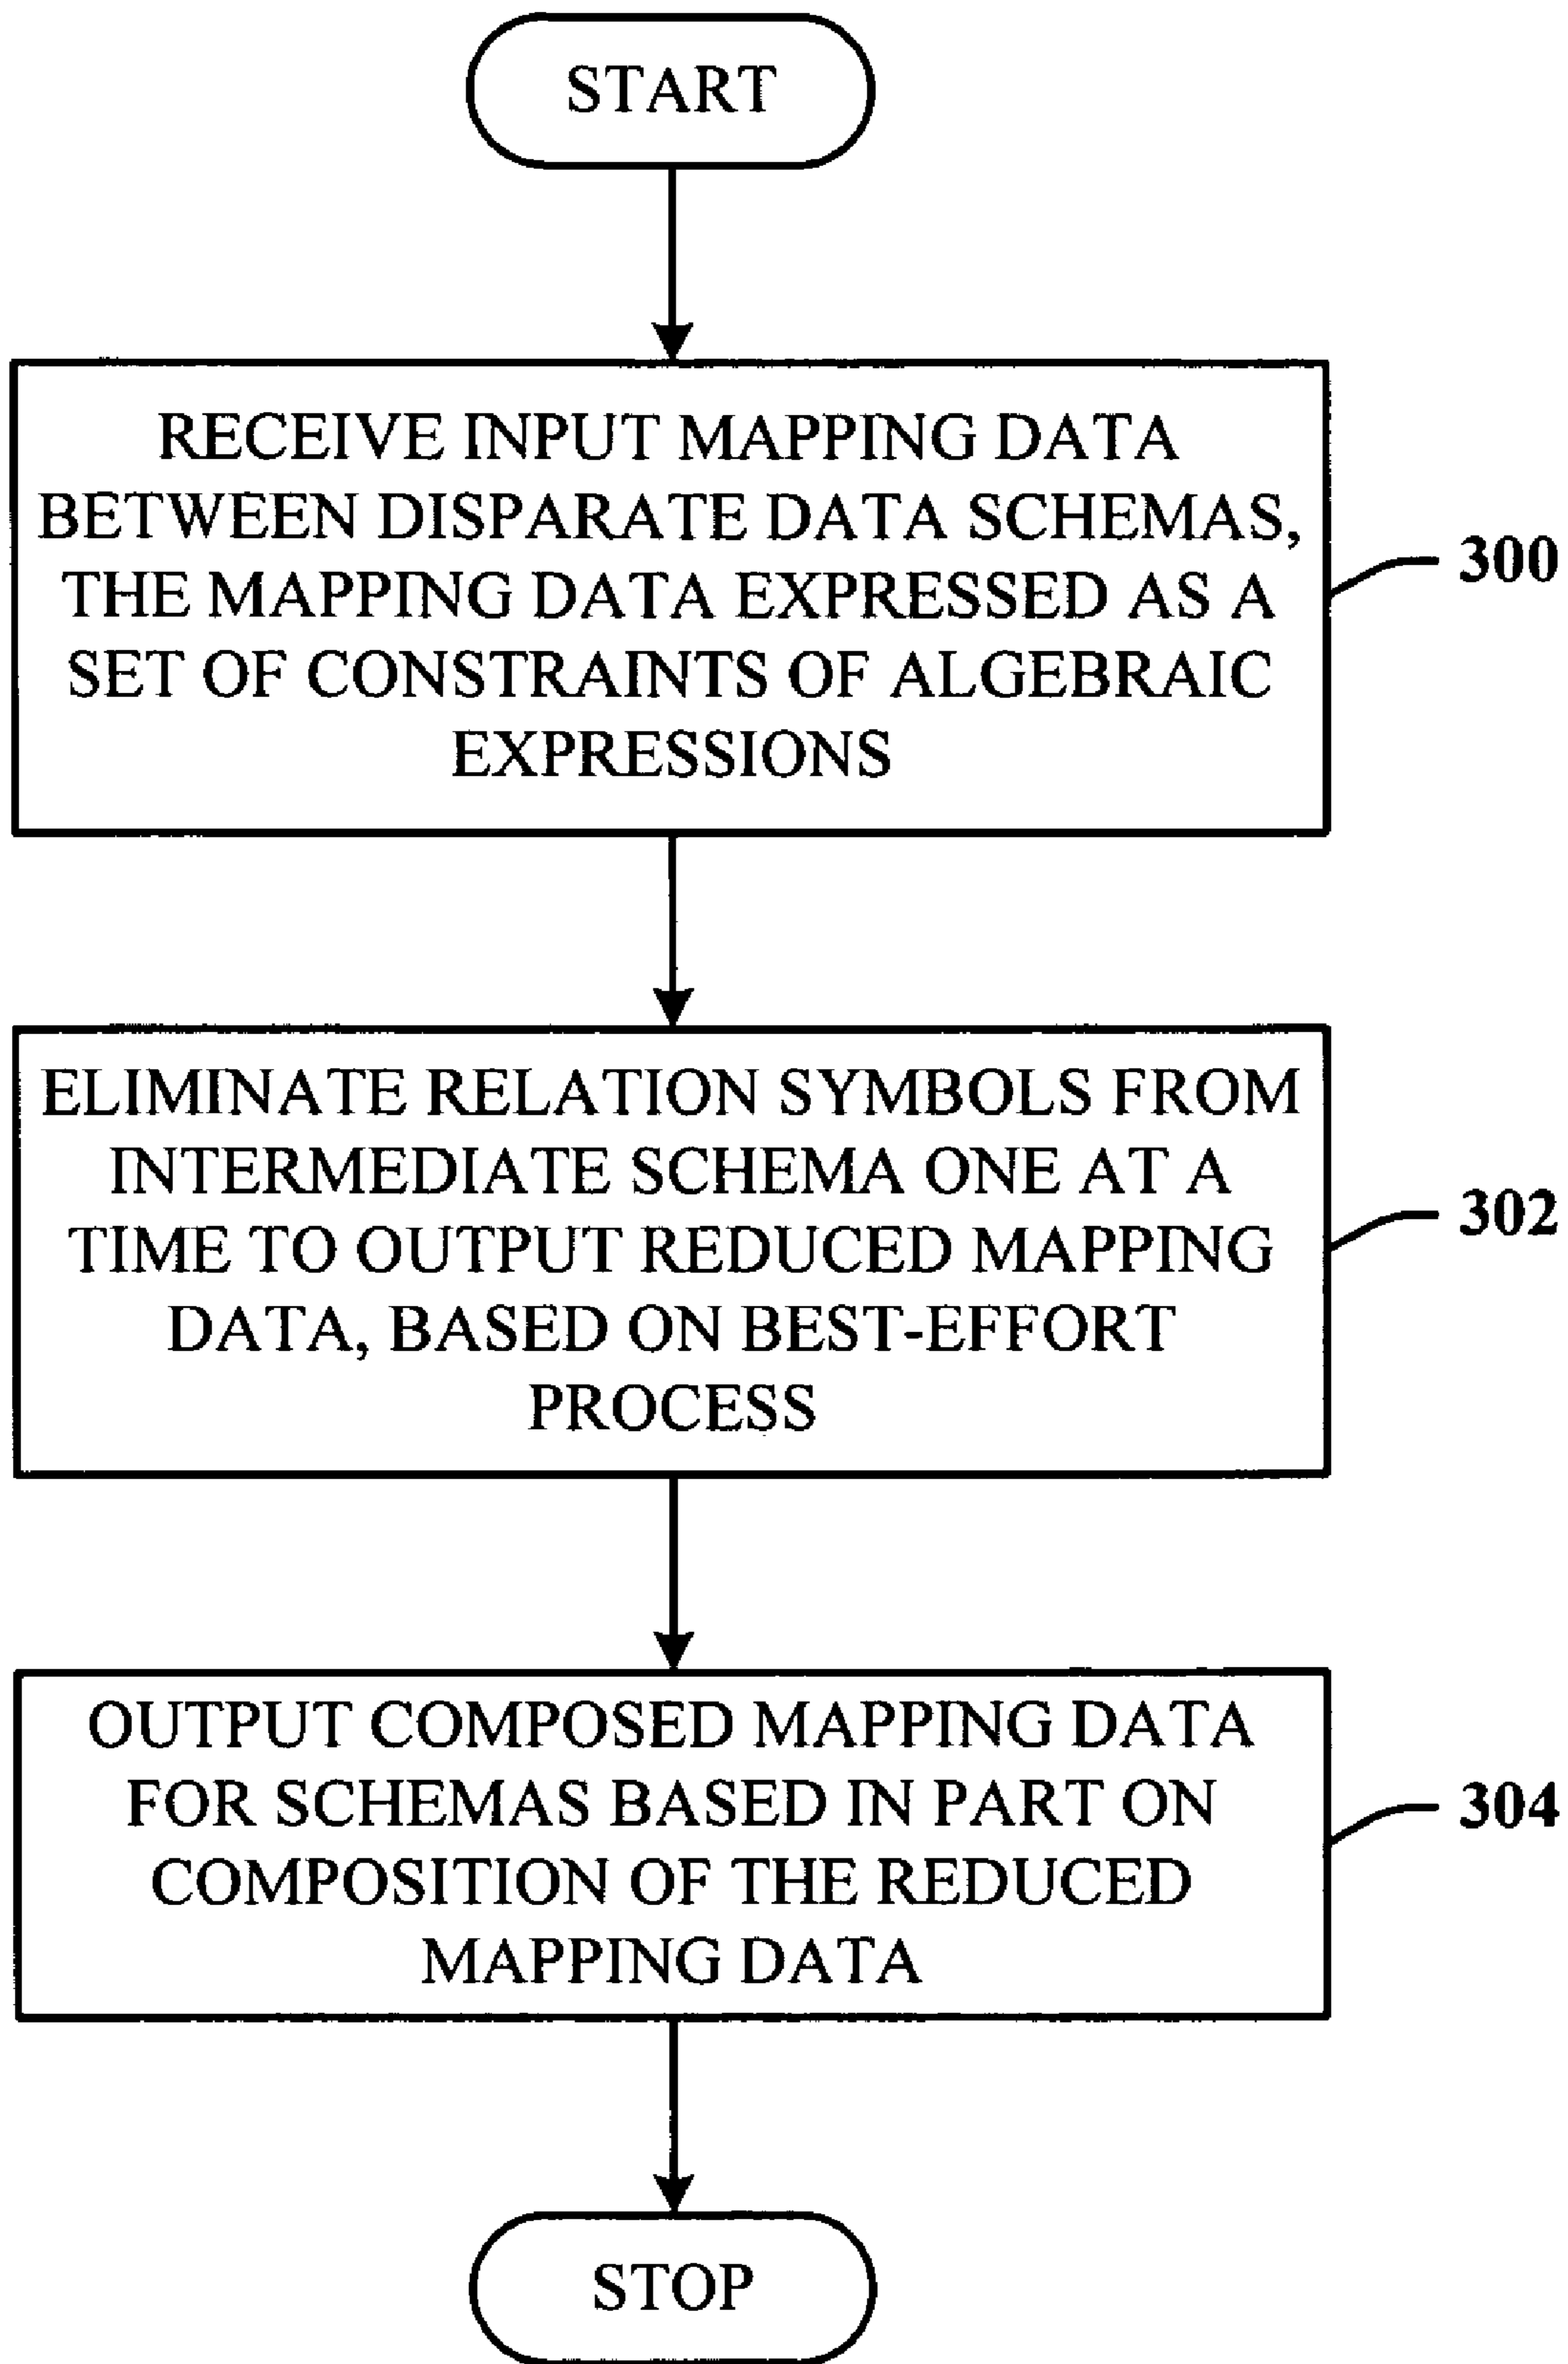 START
RECEIVE INPUT MAPPING DATA
BETWEEN DISPARATE DATA SCHEMAS,
THE MAPPING DATA EXPRESSED AS A
SET OF CONSTRAINTS OF ALGEBRAIC
EXPRESSIONS
300
ELIMINATE RELATION SYMBOLS FROM
INTERMEDIATE SCHEMA ONE AT A
TIME TO OUTPUT REDUCED MAPPING
DATA, BASED ON BEST-EFFORT
PROCESS
302
OUTPUT COMPOSED MAPPING DATA
FOR SCHEMAS BASED IN PART ON
COMPOSITION OF THE REDUCED
MAPPING DATA
304
STOP